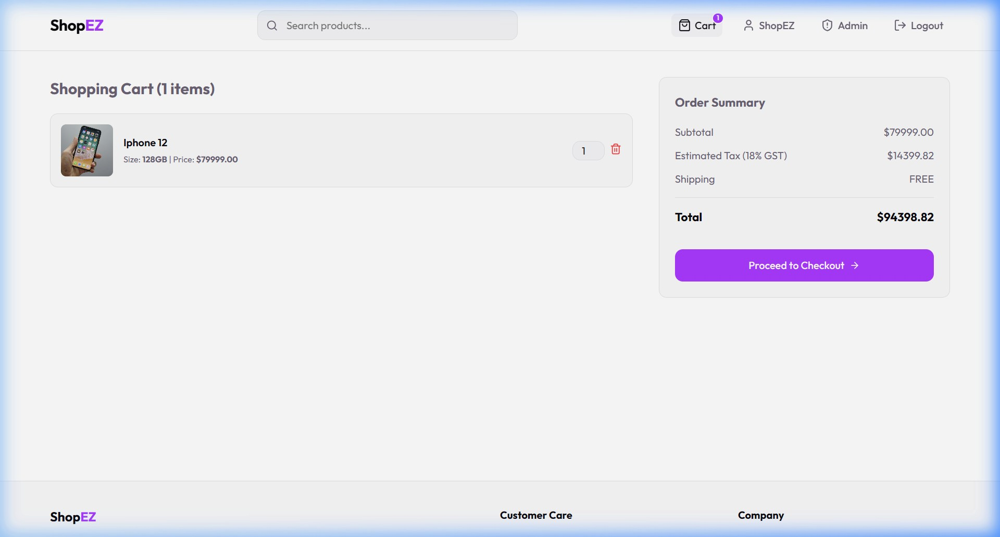 ShopEZ
Search products...
Cart
1
ShopEZ
Admin
Logout
Shopping Cart (1 items)
Iphone 12
Size: 128GB | Price: $79999.00
1
Order Summary
Subtotal $79999.00
Estimated Tax (18% GST) $14399.82
Shipping FREE
Total $94398.82
Proceed to Checkout →
ShopEZ
Customer Care
Company